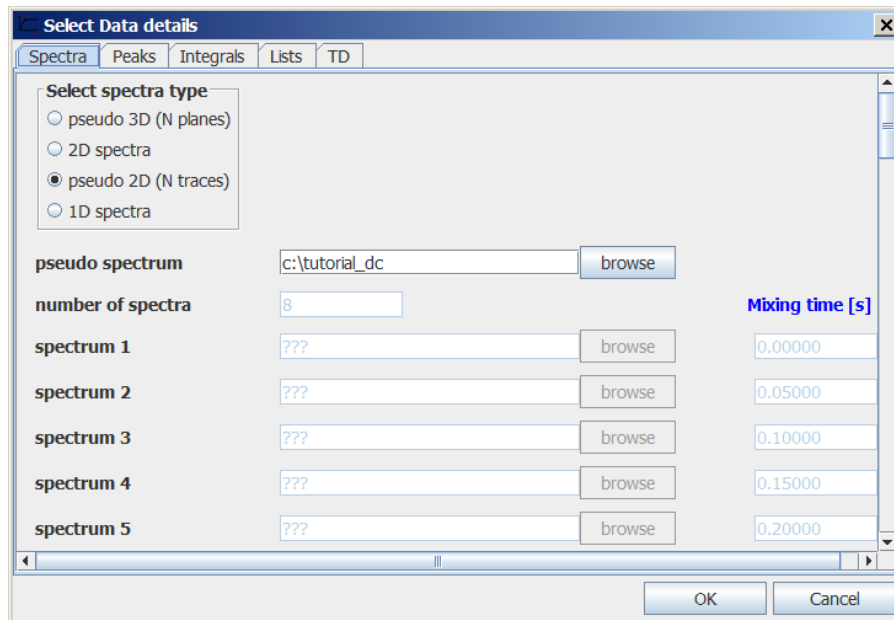 Select Data details
Spectra Peaks Integrals Lists TD
Select spectra type
pseudo 3D (N planes)
2D spectra
pseudo 2D (N traces)
1D spectra
pseudo spectrum c:\tutorial_dc browse
number of spectra 8 Mixing time [s]
spectrum 1 ??? browse 0.00000
spectrum 2 ??? browse 0.05000
spectrum 3 ??? browse 0.10000
spectrum 4 ??? browse 0.15000
spectrum 5 ??? browse 0.20000
OK Cancel